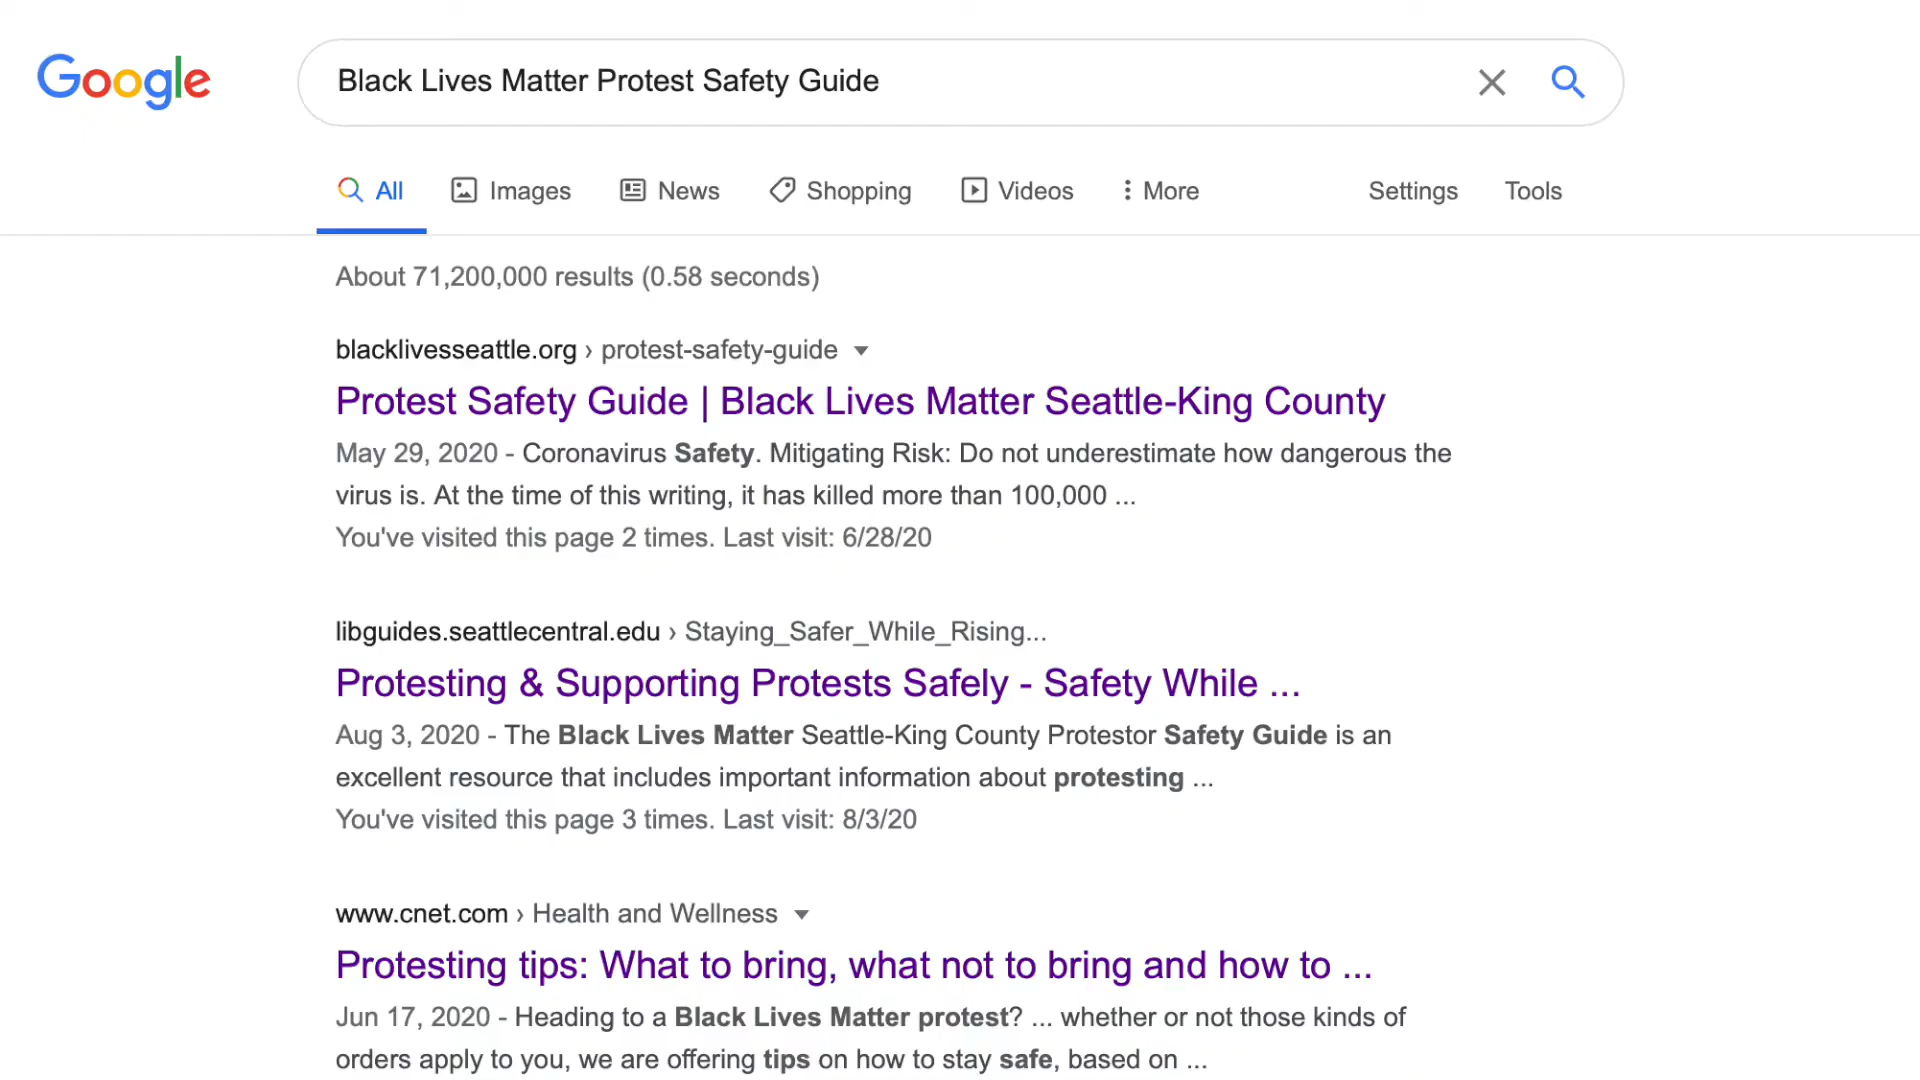 Google
Black Lives Matter Protest Safety Guide
All Images News Shopping Videos More Settings Tools
About 71,200,000 results (0.58 seconds)
blacklivesseattle.org › protest-safety-guide
Protest Safety Guide | Black Lives Matter Seattle-King County
May 29, 2020 - Coronavirus Safety. Mitigating Risk: Do not underestimate how dangerous the
virus is. At the time of this writing, it has killed more than 100,000 ...
You've visited this page 2 times. Last visit: 6/28/20
libguides.seattlecentral.edu › Staying_Safer_While_Rising...
Protesting & Supporting Protests Safely - Safety While ...
Aug 3, 2020 - The Black Lives Matter Seattle-King County Protestor Safety Guide is an
excellent resource that includes important information about protesting ...
You've visited this page 3 times. Last visit: 8/3/20
www.cnet.com › Health and Wellness
Protesting tips: What to bring, what not to bring and how to ...
Jun 17, 2020 - Heading to a Black Lives Matter protest? ... whether or not those kinds of
orders apply to you, we are offering tips on how to stay safe, based on ...